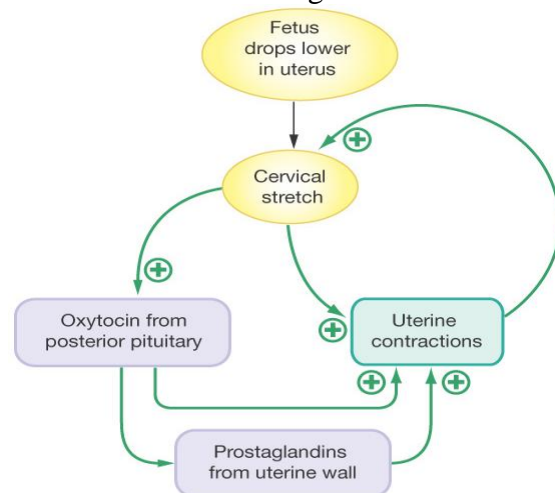 Fetus
drops lower
in uterus
Cervical
stretch
Oxytocin from
posterior pituitary
Uterine
contractions
Prostaglandins
from uterine wall